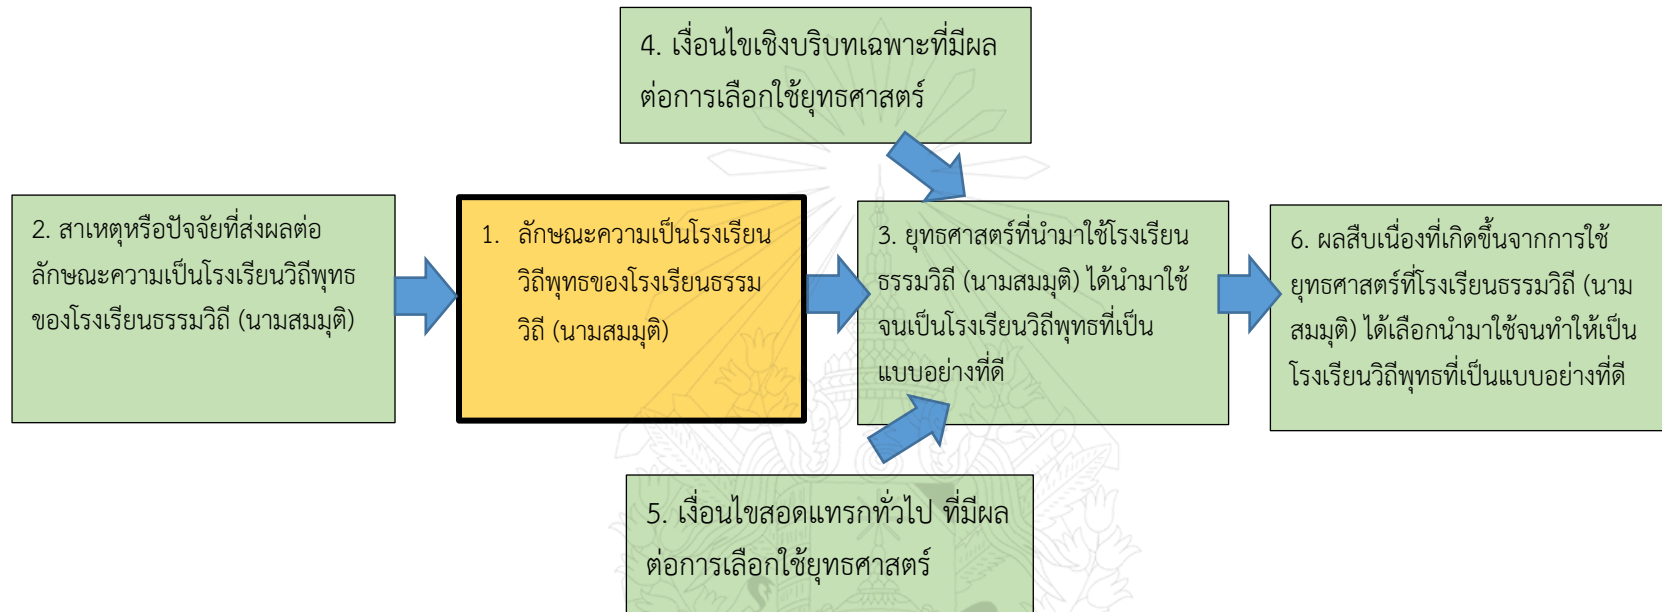 4. เงื่อนไขเชิงบริบทเฉพาะที่มีผล
ต่อการเลือกใช้ยุทธศาสตร์
2. สาเหตุหรือปัจจัยที่ส่งผลต่อ
ลักษณะความเป็นโรงเรียนวิถีพุทธ
ของโรงเรียนธรรมวิถี (นามสมมุติ)
1. ลักษณะความเป็นโรงเรียน
วิถีพุทธของโรงเรียนธรรม
วิถี (นามสมมุติ)
3. ยุทธศาสตร์ที่นำมาใช้โรงเรียน
ธรรมวิถี (นามสมมุติ) ได้นำมาใช้
จนเป็นโรงเรียนวิถีพุทธที่เป็น
แบบอย่างที่ดี
6. ผลสืบเนื่องที่เกิดขึ้นจากการใช้
ยุทธศาสตร์ที่โรงเรียนธรรมวิถี (นาม
สมมุติ) ได้เลือกนำมาใช้จนทำให้เป็น
โรงเรียนวิถีพุทธที่เป็นแบบอย่างที่ดี
5. เงื่อนไขสอดแทรกทั่วไป ที่มีผล
ต่อการเลือกใช้ยุทธศาสตร์